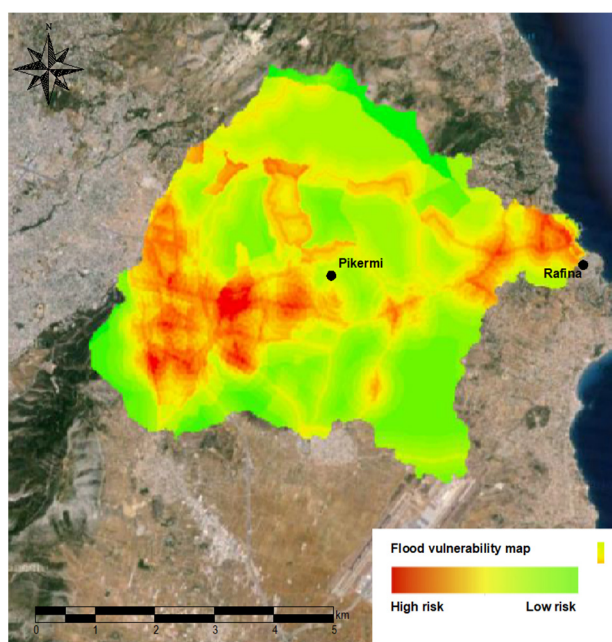 N
Pikermi
Rafina
Flood vulnerability map
High risk Low risk
km
0 1 2 3 4 5